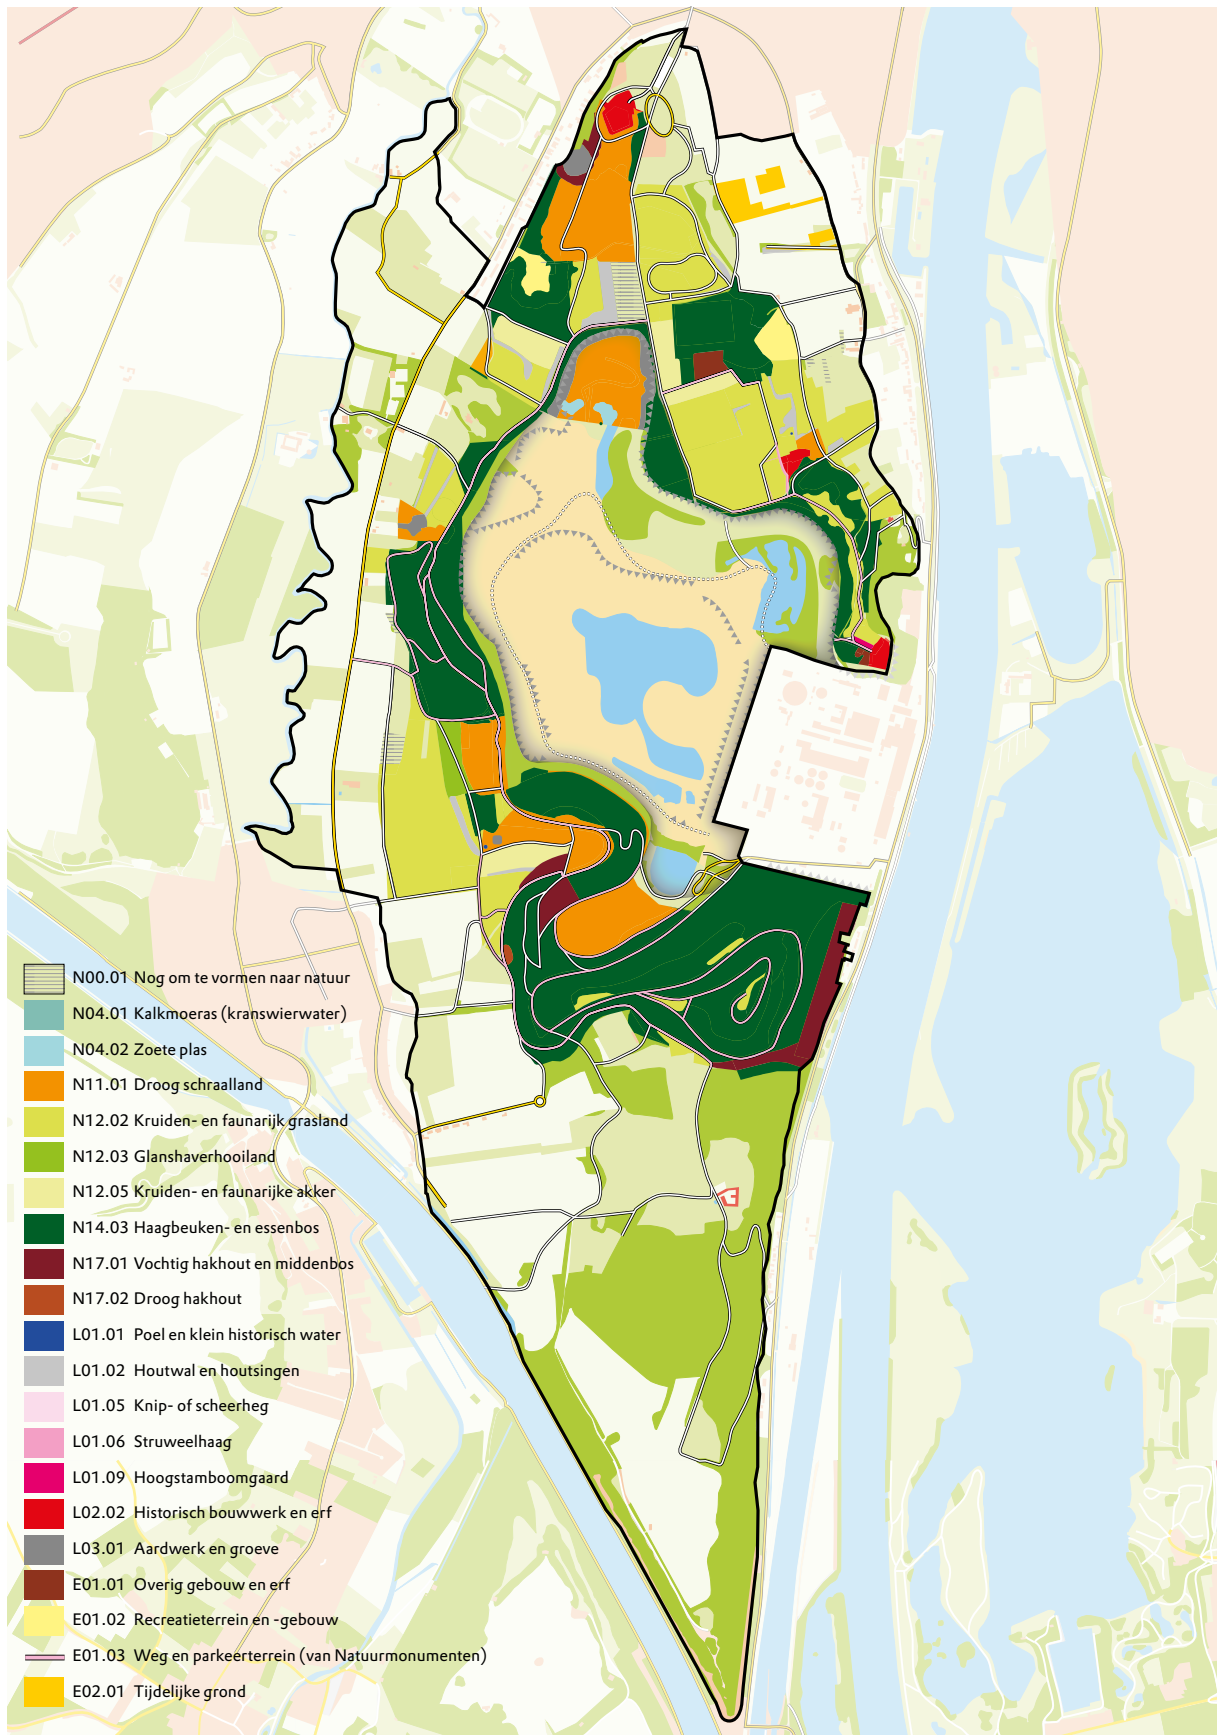 N00.01 Nog om te vormen naar natuur
N04.01 Kalkmoeras (kranswierwater)
N04.02 Zoete plas
N11.01 Droog schraalland
N12.02 Kruiden- en faunarijk grasland
N12.03 Glanshaverhooiland
N12.05 Kruiden- en faunarijke akker
N14.03 Haagbeuken- en essenbos
N17.01 Vochtig hakhout en middenbos
N17.02 Droog hakhout
L01.01 Poel en klein historisch water
L01.02 Houtwal en houtsingen
L01.05 Knip- of scheerheg
L01.06 Struweelhaag
L01.09 Hoogstamboomgaard
L02.02 Historisch bouwwerk en erf
L03.01 Aardwerk en groeve
E01.01 Overig gebouw en erf
E01.02 Recreatieterrein en -gebouw
E01.03 Weg en parkeerterrein (van Natuurmonumenten)
E02.01 Tijdelijke grond